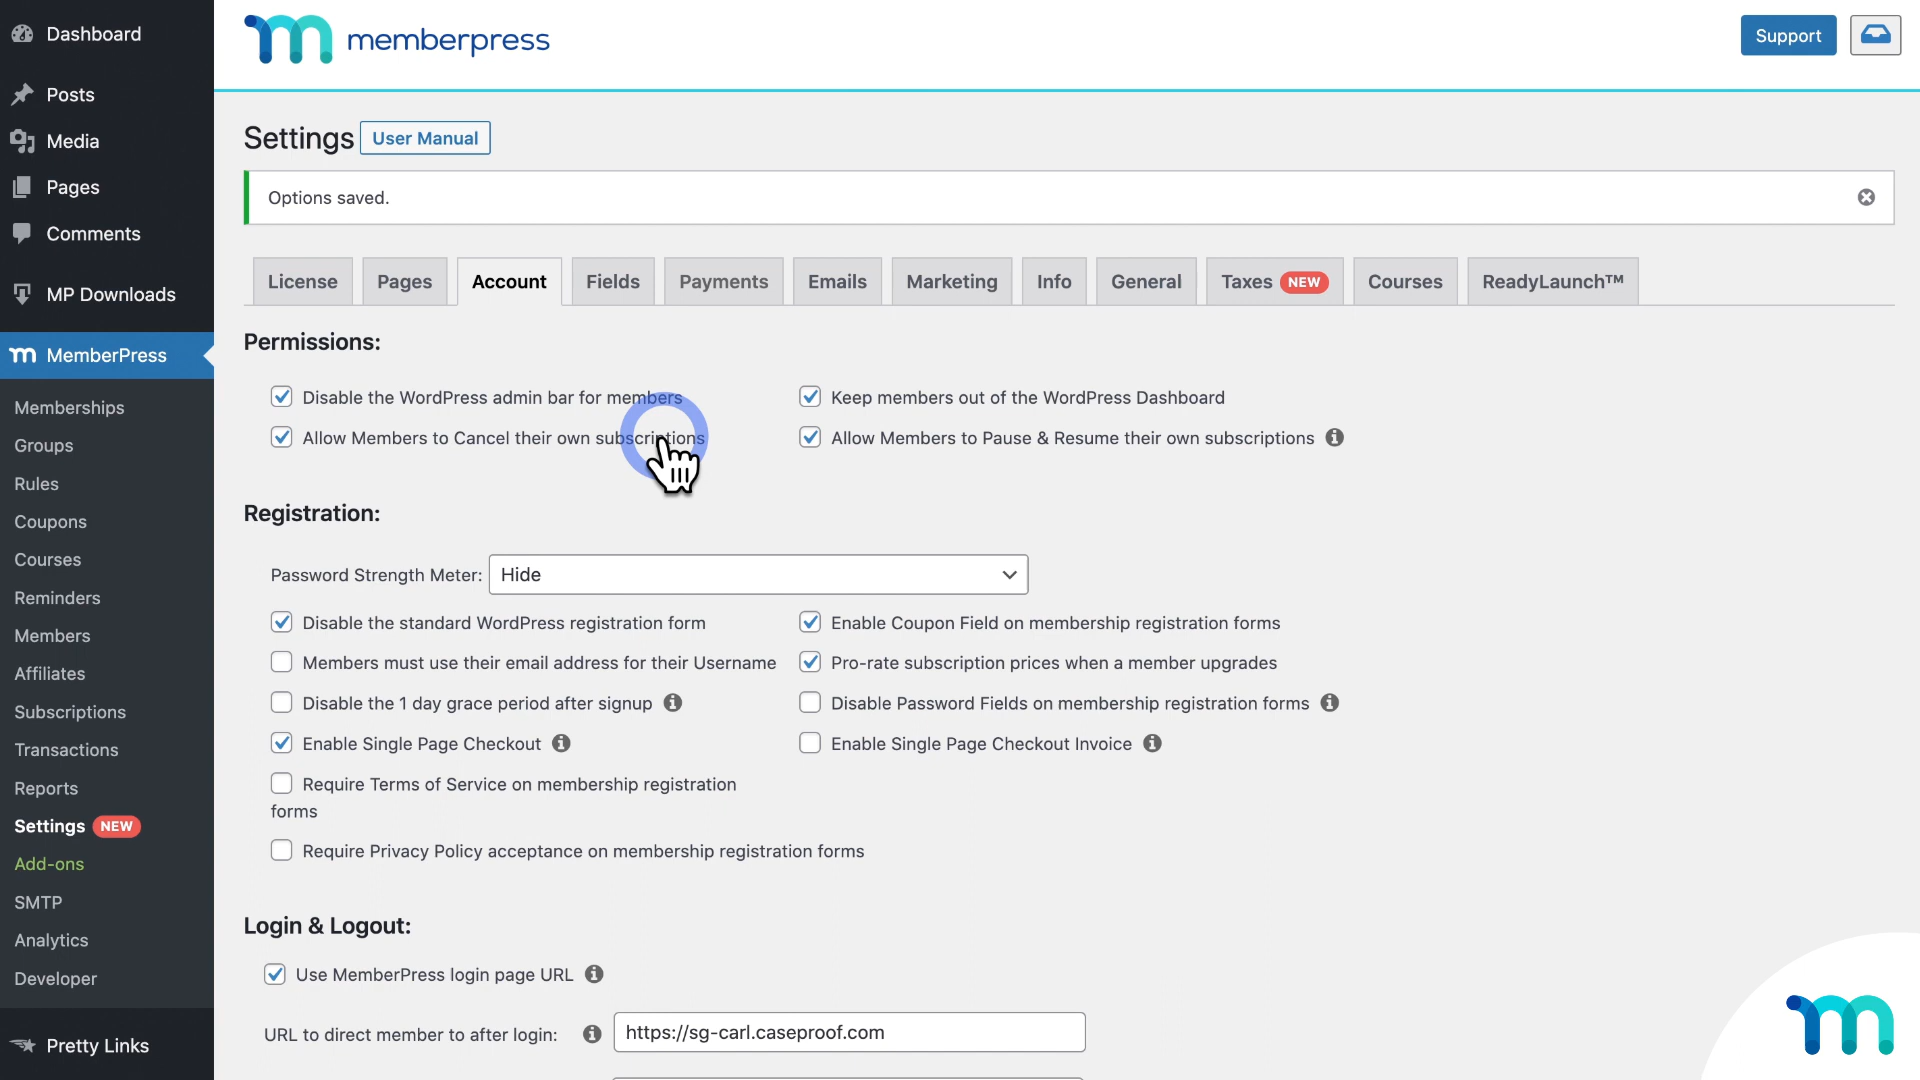 Dashboard
Posts
Media
Pages
Comments
MP Downloads
MemberPress
Memberships
Groups
Rules
Coupons
Courses
Reminders
Members
Affiliates
Subscriptions
Transactions
Reports
Settings NEW
Add-ons
SMTP
Analytics
Developer
Pretty Links
memberpress
Support
Settings User Manual
Options saved.
License Pages Account Fields Payments Emails Marketing Info General Taxes NEW Courses ReadyLaunch™
Permissions:
Disable the WordPress admin bar for members
Keep members out of the WordPress Dashboard
Allow Members to Cancel their own subscriptions
Allow Members to Pause & Resume their own subscriptions
Registration:
Password Strength Meter: Hide
Disable the standard WordPress registration form
Enable Coupon Field on membership registration forms
Members must use their email address for their Username
Pro-rate subscription prices when a member upgrades
Disable the 1 day grace period after signup
Disable Password Fields on membership registration forms
Enable Single Page Checkout
Enable Single Page Checkout Invoice
Require Terms of Service on membership registration
forms
Require Privacy Policy acceptance on membership registration forms
Login & Logout:
Use MemberPress login page URL
URL to direct member to after login: https://sg-carl.caseproof.com